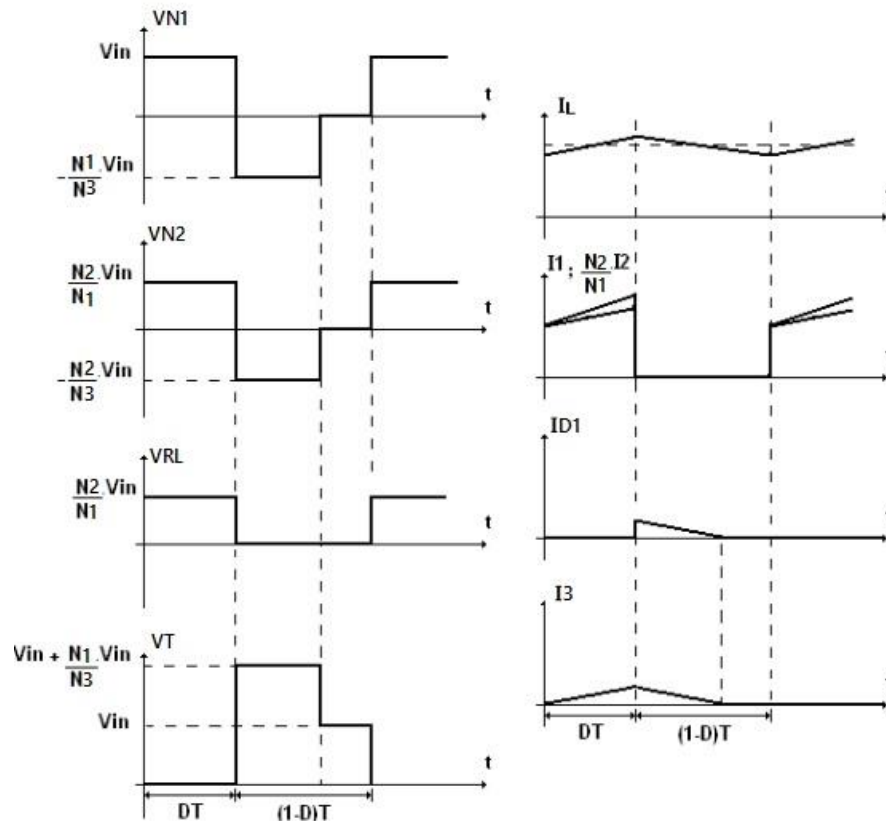 VN1
Vin
t
-N1/N3 .Vin
VN2
N2/N1 .Vin
t
-N2/N3 .Vin
VRL
N2/N1 .Vin
t
VT
Vin + N1/N3 .Vin
Vin
t
DT
(1-D)T
IL
I1 ; N2/N1 .I2
ID1
I3
DT
(1-D)T